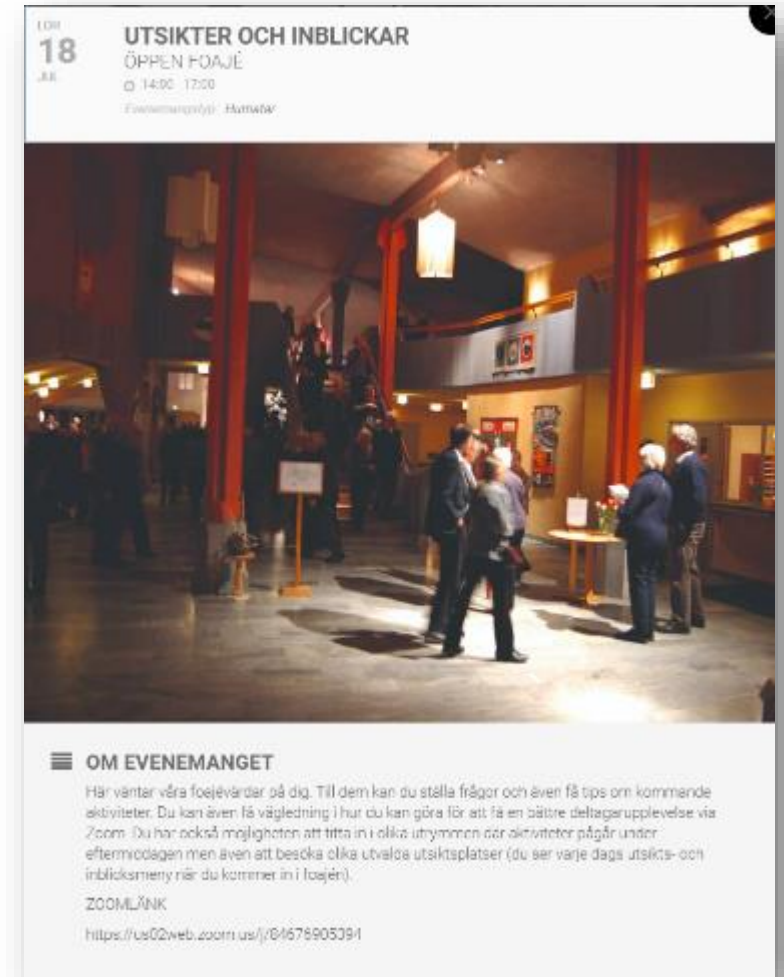 LÖR
18
JUL
UTSIKTER OCH INBLICKAR
ÖPPEN FOAJÉ
14:00 17:00
Evenemangstyp: Humlelär
OM EVENEMANGET
Här väntar våra foajévärdar på dig. Till dem kan du ställa frågor och även få tips om kommande
aktiviteter. Du kan även få vägledning i hur du kan göra för att få en bättre deltagarupplevelse via
Zoom. Du har också möjligheten att titta in i olika utrymmen där aktiviteter pågår under
eftermiddagen men även att besöka olika utvalda utsiktsplatser (du ser varje dags utsikts- och
inblicksmeny när du kommer in i foajén).
ZOOMLÄNK
https://us02web.zoom.us/j/84676905394